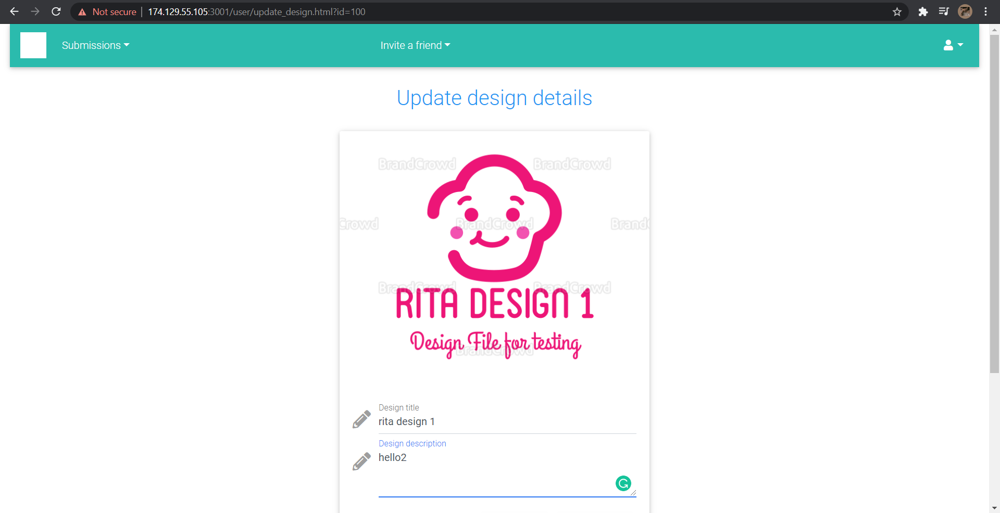 Not secure | 174.129.55.105:3001/user/update_design.html?id=100
Submissions
Invite a friend
Update design details
BrandCrowd BrandCrowd
Crowd BrandCrowd Brand
BrandCrowd BrandCrowd
RITA DESIGN 1
Design File for testing
BrandCrowd
Design title
rita design 1
Design description
hello2